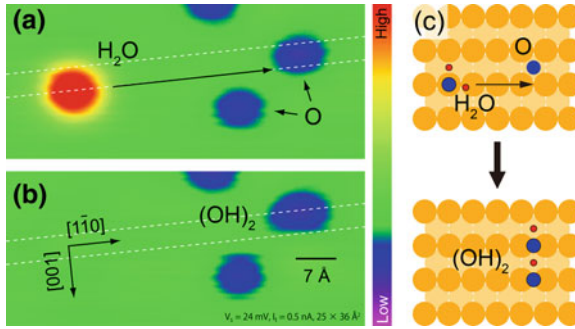 (a)
H₂O
O
(b)
(OH)₂
[11̄0]
[001]
7 Å
Vₛ = 24 mV, Iₜ = 0.5 nA, 25 × 36 Å²
High
Low
(c)
O
H₂O
(OH)₂